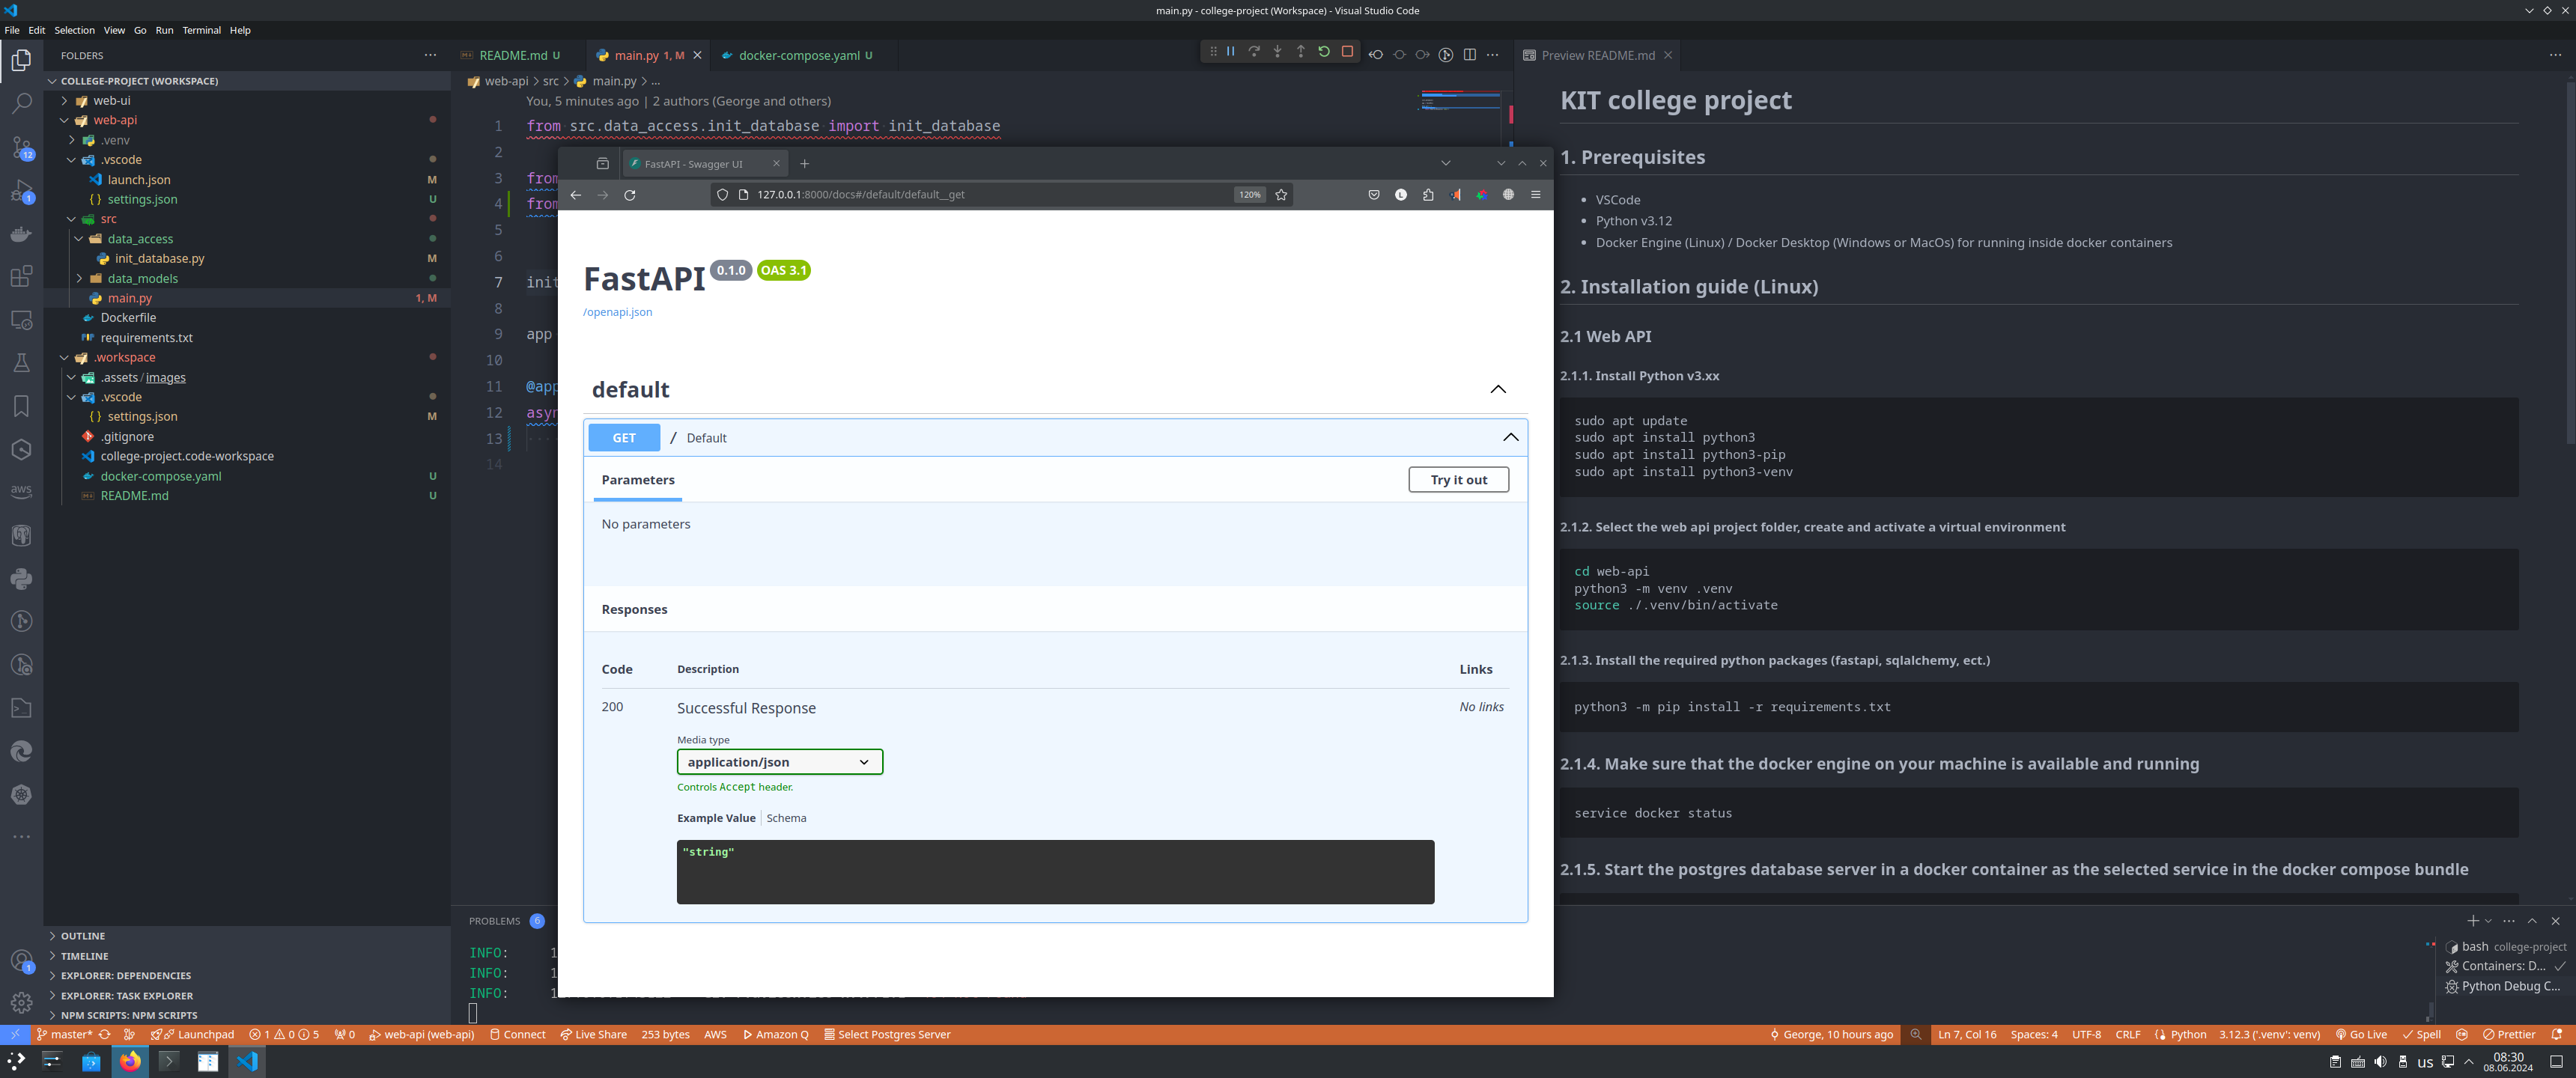 main.py - college-project (Workspace) - Visual Studio Code
File Edit Selection View Go Run Terminal Help
FOLDERS
COLLEGE-PROJECT (WORKSPACE)
web-ui
web-api
.venv
.vscode
launch.json M
settings.json U
src
data_access
init_database.py M
data_models
main.py 1, M
Dockerfile
requirements.txt
.workspace
.assets / images
.vscode
settings.json M
.gitignore
college-project.code-workspace
docker-compose.yaml U
README.md U
OUTLINE
TIMELINE
EXPLORER: DEPENDENCIES
EXPLORER: TASK EXPLORER
NPM SCRIPTS: NPM SCRIPTS
12
1
aws
1
README.md U main.py 1, M docker-compose.yaml U
web-api > src > main.py > ...
You, 5 minutes ago | 2 authors (George and others)
1 from src.data_access.init_database import init_database
2
3 from
4 from
5
6
7 init
8
9 app
10
11 @app
12 asyn
13
14
FastAPI - Swagger UI
127.0.0.1:8000/docs#/default/default__get 120%
FastAPI 0.1.0 OAS 3.1
/openapi.json
default
GET / Default
Parameters Try it out
No parameters
Responses
Code Description Links
200 Successful Response No links
Media type
application/json
Controls Accept header.
Example Value Schema
"string"
PROBLEMS 6
INFO: 1
INFO: 1
INFO:
Preview README.md
KIT college project
1. Prerequisites
• VSCode
• Python v3.12
• Docker Engine (Linux) / Docker Desktop (Windows or MacOs) for running inside docker containers
2. Installation guide (Linux)
2.1 Web API
2.1.1. Install Python v3.xx
sudo apt update
sudo apt install python3
sudo apt install python3-pip
sudo apt install python3-venv
2.1.2. Select the web api project folder, create and activate a virtual environment
cd web-api
python3 -m venv .venv
source ./.venv/bin/activate
2.1.3. Install the required python packages (fastapi, sqlalchemy, ect.)
python3 -m pip install -r requirements.txt
2.1.4. Make sure that the docker engine on your machine is available and running
service docker status
2.1.5. Start the postgres database server in a docker container as the selected service in the docker compose bundle
bash college-project
Containers: D...
Python Debug C...
master* Launchpad 1 0 5 0 web-api (web-api) Connect Live Share 253 bytes AWS Amazon Q Select Postgres Server
George, 10 hours ago Ln 7, Col 16 Spaces: 4 UTF-8 CRLF Python 3.12.3 ('.venv': venv) Go Live Spell Prettier
us 08:30
08.06.2024